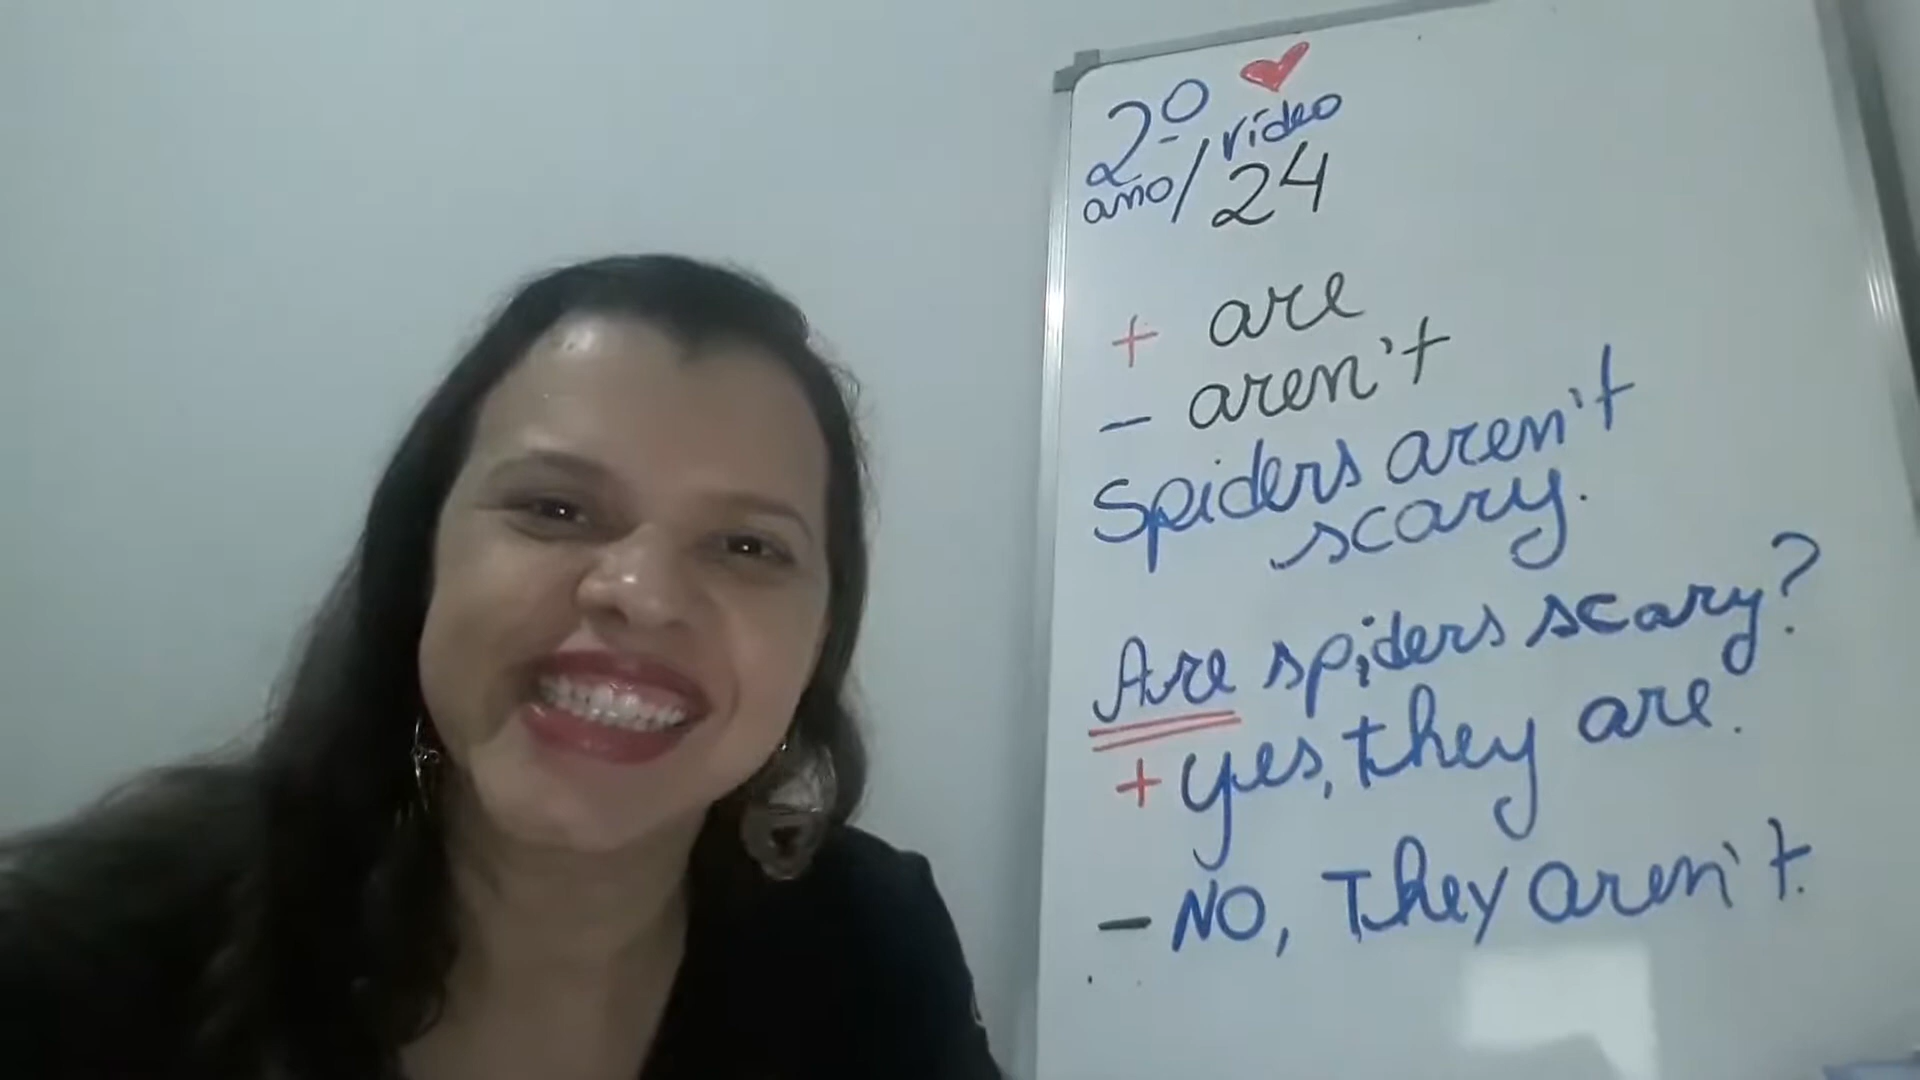 2º
ano/ vídeo
24
+ are
- aren't
Spiders aren't
scary.
Are spiders scary?
+ yes, they are.
- NO, They aren't.